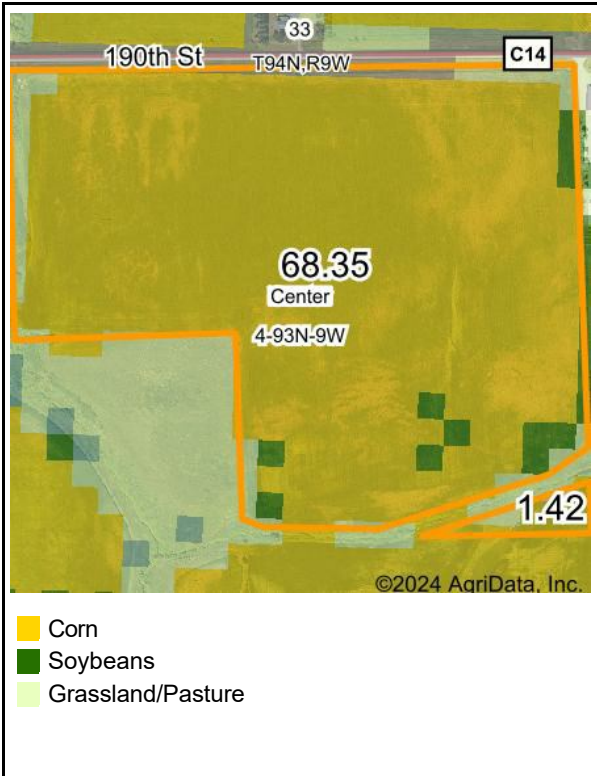 33
190th St
T94N,R9W
C14
68.35
Center
4-93N-9W
1.42
©2024 AgriData, Inc.
Corn
Soybeans
Grassland/Pasture